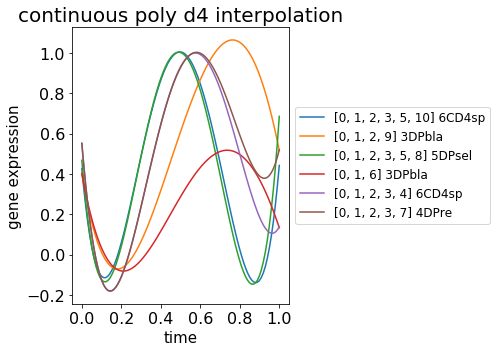 continuous poly d4 interpolation
gene expression
1.0
0.8
0.6
0.4
0.2
0.0
−0.2
0.0 0.2 0.4 0.6 0.8 1.0
time
[0, 1, 2, 3, 5, 10] 6CD4sp
[0, 1, 2, 9] 3DPbla
[0, 1, 2, 3, 5, 8] 5DPsel
[0, 1, 6] 3DPbla
[0, 1, 2, 3, 4] 6CD4sp
[0, 1, 2, 3, 7] 4DPre